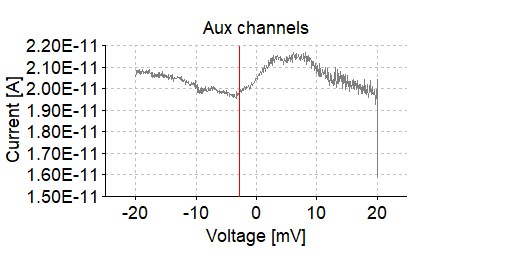 Aux channels
2.20E-11
2.10E-11
2.00E-11
1.90E-11
1.80E-11
1.70E-11
1.60E-11
1.50E-11
Current [A]
-20 -10 0 10 20
Voltage [mV]